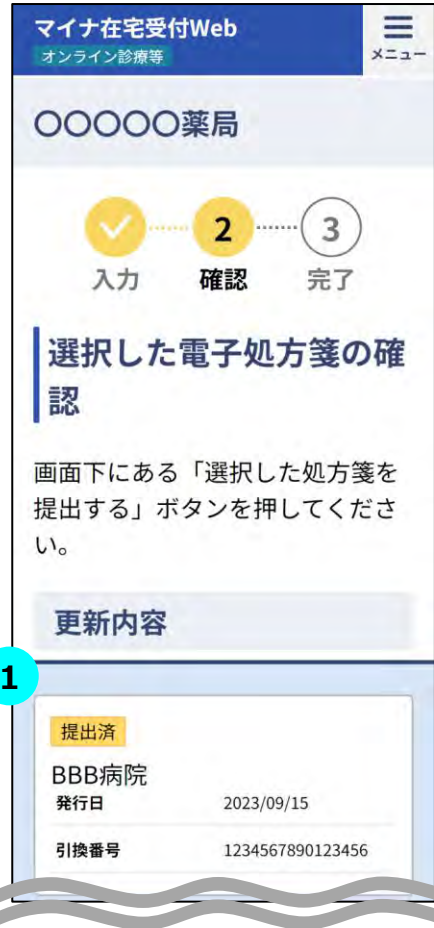 マイナ在宅受付Web
オンライン診療等
メニュー
〇〇〇〇〇薬局
2
3
入力
確認
完了
選択した電子処方箋の確
認
画面下にある「選択した処方箋を
提出する」ボタンを押してくださ
い。
更新内容
1
提出済
BBB病院
発行日 2023/09/15
引換番号 1234567890123456